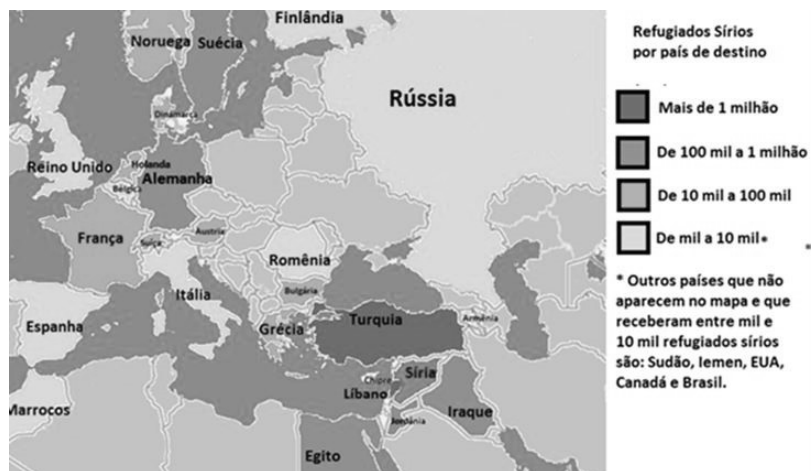 Finlândia
Noruega
Suécia
Rússia
Dinamarca
Reino Unido
Holanda
Alemanha
Bélgica
França
Suíça
Áustria
Romênia
Itália
Bulgária
Espanha
Grécia
Turquia
Armênia
Chipre
Síria
Líbano
Marrocos
Jordânia
Iraque
Egito
Refugiados Sírios
por país de destino
Mais de 1 milhão
De 100 mil a 1 milhão
De 10 mil a 100 mil
De mil a 10 mil*
* Outros países que não
aparecem no mapa e que
receberam entre mil e
10 mil refugiados sírios
são: Sudão, Iemen, EUA,
Canadá e Brasil.